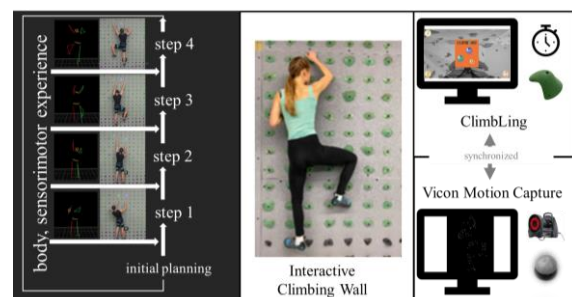 body, sensorimotor experience
step 4
step 3
step 2
step 1
initial planning
Interactive
Climbing Wall
ClimbLing
synchronized
Vicon Motion Capture